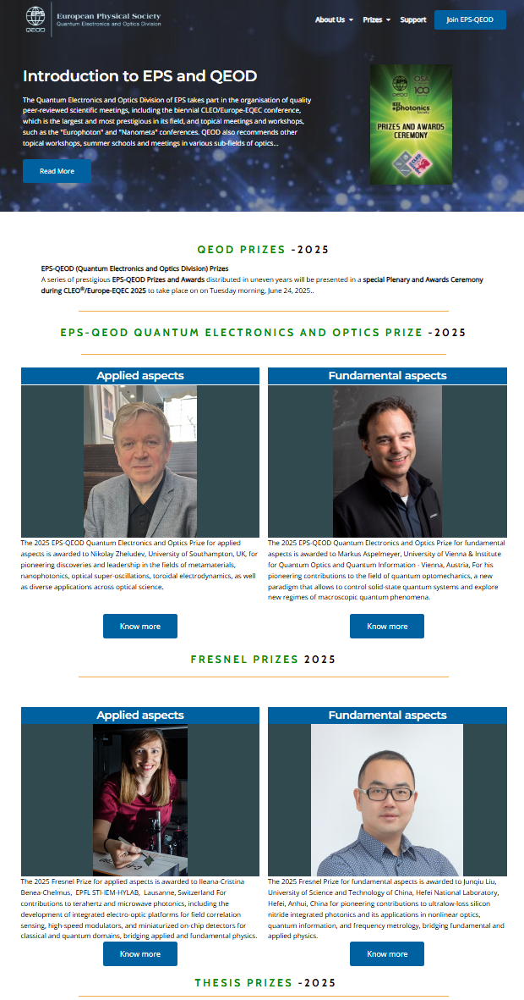 EPS
QEOD
European Physical Society
Quantum Electronics and Optics Division
About Us
Prizes
Support
Join EPS-QEOD
Introduction to EPS and QEOD
The Quantum Electronics and Optics Division of EPS takes part in the organisation of quality
peer-reviewed scientific meetings, including the biennial CLEO/Europe-EQEC conference,
which is the largest and most prestigious in its field, and topical meetings and workshops,
such as the "Europhoton" and "Nanometa" conferences. QEOD also recommends other
topical workshops, summer schools and meetings in various sub-fields of optics...
Read More
OSA
100
IEEE
photonics
Society
PRIZES AND AWARDS
CEREMONY
QEOD PRIZES -2025
EPS-QEOD (Quantum Electronics and Optics Division) Prizes
A series of prestigious EPS-QEOD Prizes and Awards distributed in uneven years will be presented in a special Plenary and Awards Ceremony
during CLEO®/Europe-EQEC 2025 to take place on on Tuesday morning, June 24, 2025..
EPS-QEOD QUANTUM ELECTRONICS AND OPTICS PRIZE -2025
Applied aspects
The 2025 EPS-QEOD Quantum Electronics and Optics Prize for applied
aspects is awarded to Nikolay Zheludev, University of Southampton, UK, for
pioneering discoveries and leadership in the fields of metamaterials,
nanophotonics, optical super-oscillations, toroidal electrodynamics, as well
as diverse applications across optical science.
Know more
Fundamental aspects
The 2025 EPS-QEOD Quantum Electronics and Optics Prize for fundamental
aspects is awarded to Markus Aspelmeyer, University of Vienna & Institute
for Quantum Optics and Quantum Information - Vienna, Austria, For his
pioneering contributions to the field of quantum optomechanics, a new
paradigm that allows to control solid-state quantum systems and explore
new regimes of macroscopic quantum phenomena.
Know more
FRESNEL PRIZES 2025
Applied aspects
The 2025 Fresnel Prize for applied aspects is awarded to Ileana-Cristina
Benea-Chelmus, EPFL STI-IEM-HYLAB, Lausanne, Switzerland For
contributions to terahertz and microwave photonics, including the
development of integrated electro-optic platforms for field correlation
sensing, high-speed modulators, and miniaturized on-chip detectors for
classical and quantum domains, bridging applied and fundamental physics.
Know more
Fundamental aspects
The 2025 Fresnel Prize for fundamental aspects is awarded to Junqiu Liu,
University of Science and Technology of China, Hefei National Laboratory,
Hefei, Anhui, China for pioneering contributions to ultralow-loss silicon
nitride integrated photonics and its applications in nonlinear optics,
quantum information, and frequency metrology, bridging fundamental and
applied physics.
Know more
THESIS PRIZES -2025